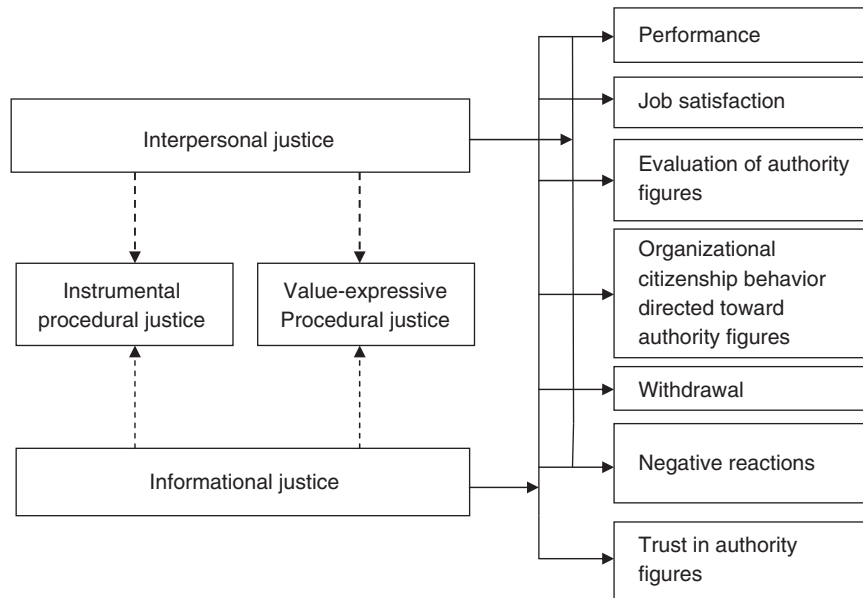 Performance
Job satisfaction
Interpersonal justice
Evaluation of authority
figures
Instrumental
procedural justice
Value-expressive
Procedural justice
Organizational
citizenship behavior
directed toward
authority figures
Withdrawal
Informational justice
Negative reactions
Trust in authority
figures